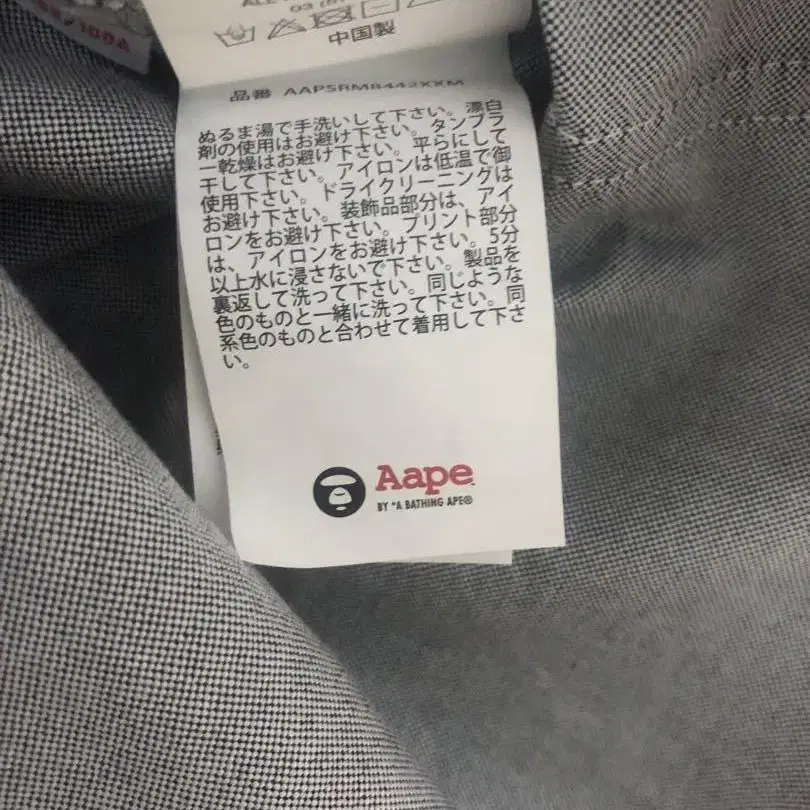 中国製
品番 AAPSRM8442XXM
ぬるま湯で手洗いして下さい。漂白
剤の使用はお避け下さい。タンブラ
ー乾燥はお避け下さい。平らにして
干して下さい。アイロンは低温で御
使用下さい。ドライクリーニングは
お避け下さい。装飾品部分は、アイ
ロンをお避け下さい。プリント部分
は、アイロンをお避け下さい。5分
以上水に浸さないで下さい。製品を
裏返して洗って下さい。同じような
色のものと一緒に洗って下さい。同
系色のものと合わせて着用して下さ
い。
Aape
BY *A BATHING APE®